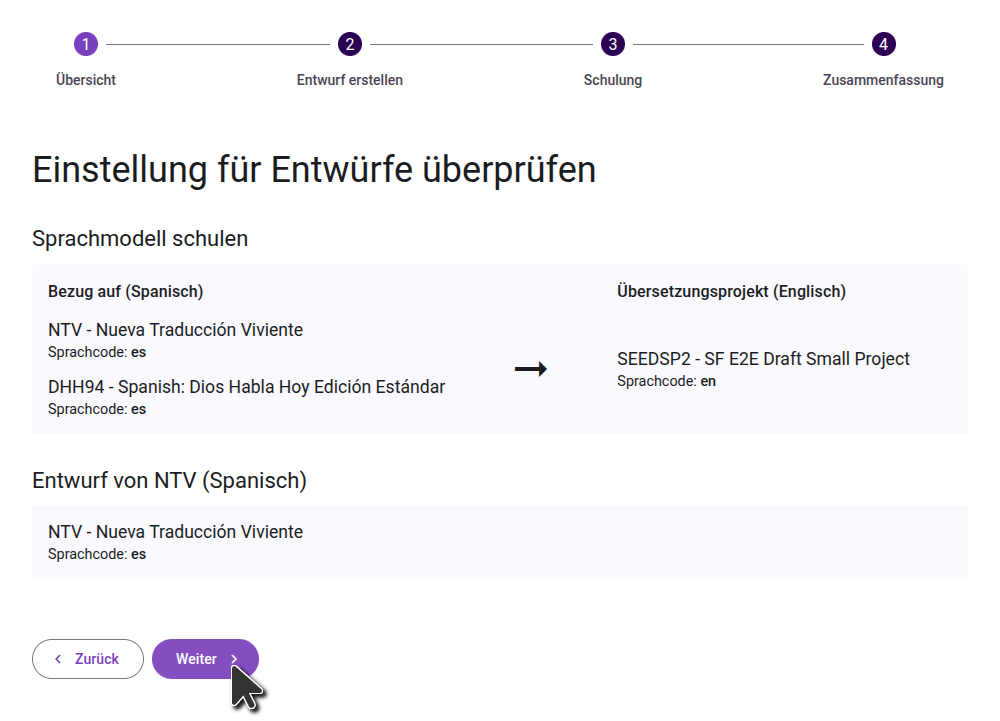 1
2
3
4
Übersicht
Entwurf erstellen
Schulung
Zusammenfassung
Einstellung für Entwürfe überprüfen
Sprachmodell schulen
Bezug auf (Spanisch)
NTV - Nueva Traducción Viviente
Sprachcode: es
DHH94 - Spanish: Dios Habla Hoy Edición Estándar
Sprachcode: es
Übersetzungsprojekt (Englisch)
SEEDSP2 - SF E2E Draft Small Project
Sprachcode: en
Entwurf von NTV (Spanisch)
NTV - Nueva Traducción Viviente
Sprachcode: es
Zurück
Weiter